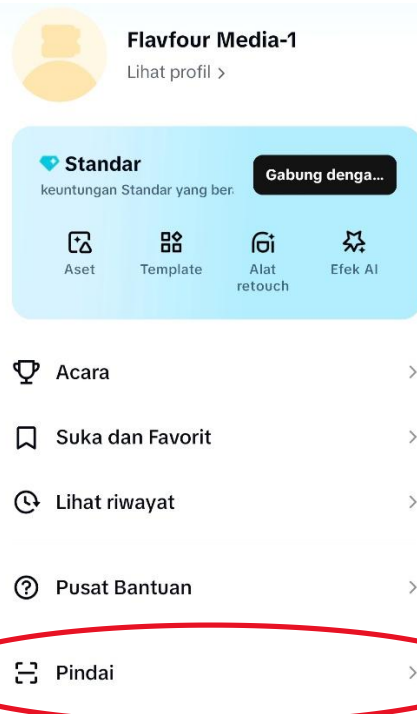 Flavfour Media-1
Lihat profil >
Standar
Gabung denga...
keuntungan Standar yang ber
Aset
Template
Alat
retouch
Efek AI
Acara
Suka dan Favorit
Lihat riwayat
Pusat Bantuan
Pindai